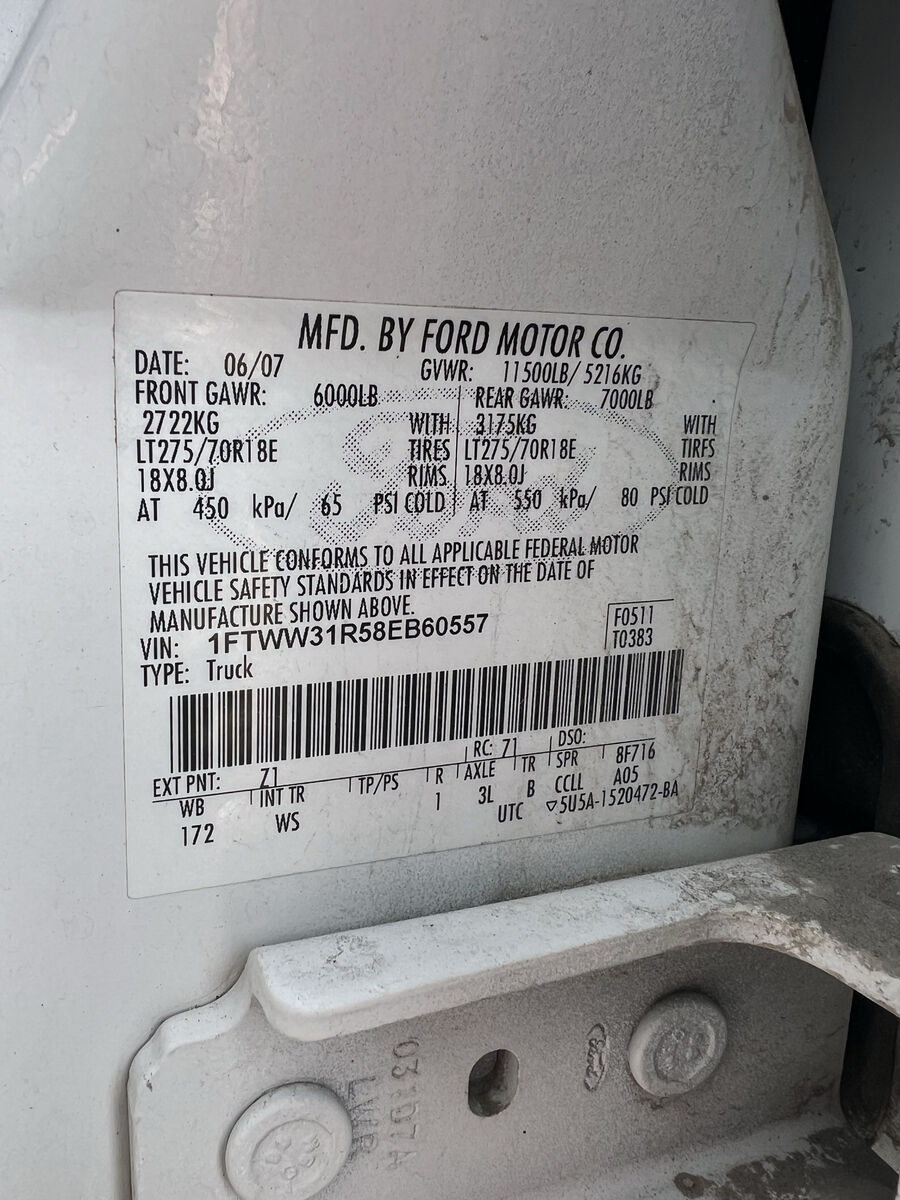 MFD. BY FORD MOTOR CO.
DATE: 06/07 GVWR: 11500LB/ 5216KG
FRONT GAWR: 6000LB REAR GAWR: 7000LB
2722KG WITH 3175KG WITH
LT275/70R18E TIRES LT275/70R18E TIRES
18X8.0J RIMS 18X8.0J RIMS
AT 450 kPa/ 65 PSI COLD AT 550 kPa/ 80 PSI COLD
THIS VEHICLE CONFORMS TO ALL APPLICABLE FEDERAL MOTOR
VEHICLE SAFETY STANDARDS IN EFFECT ON THE DATE OF
MANUFACTURE SHOWN ABOVE.
VIN: 1FTWW31R58EB60557
F0511
T0383
TYPE: Truck
EXT PNT: Z1 RC: 71 DSO:
WB INT TR TP/PS R AXLE TR SPR 8F716
172 WS 1 3L B CCLL A05
UTC ▽5U5A-1520472-BA
Ford
03107A